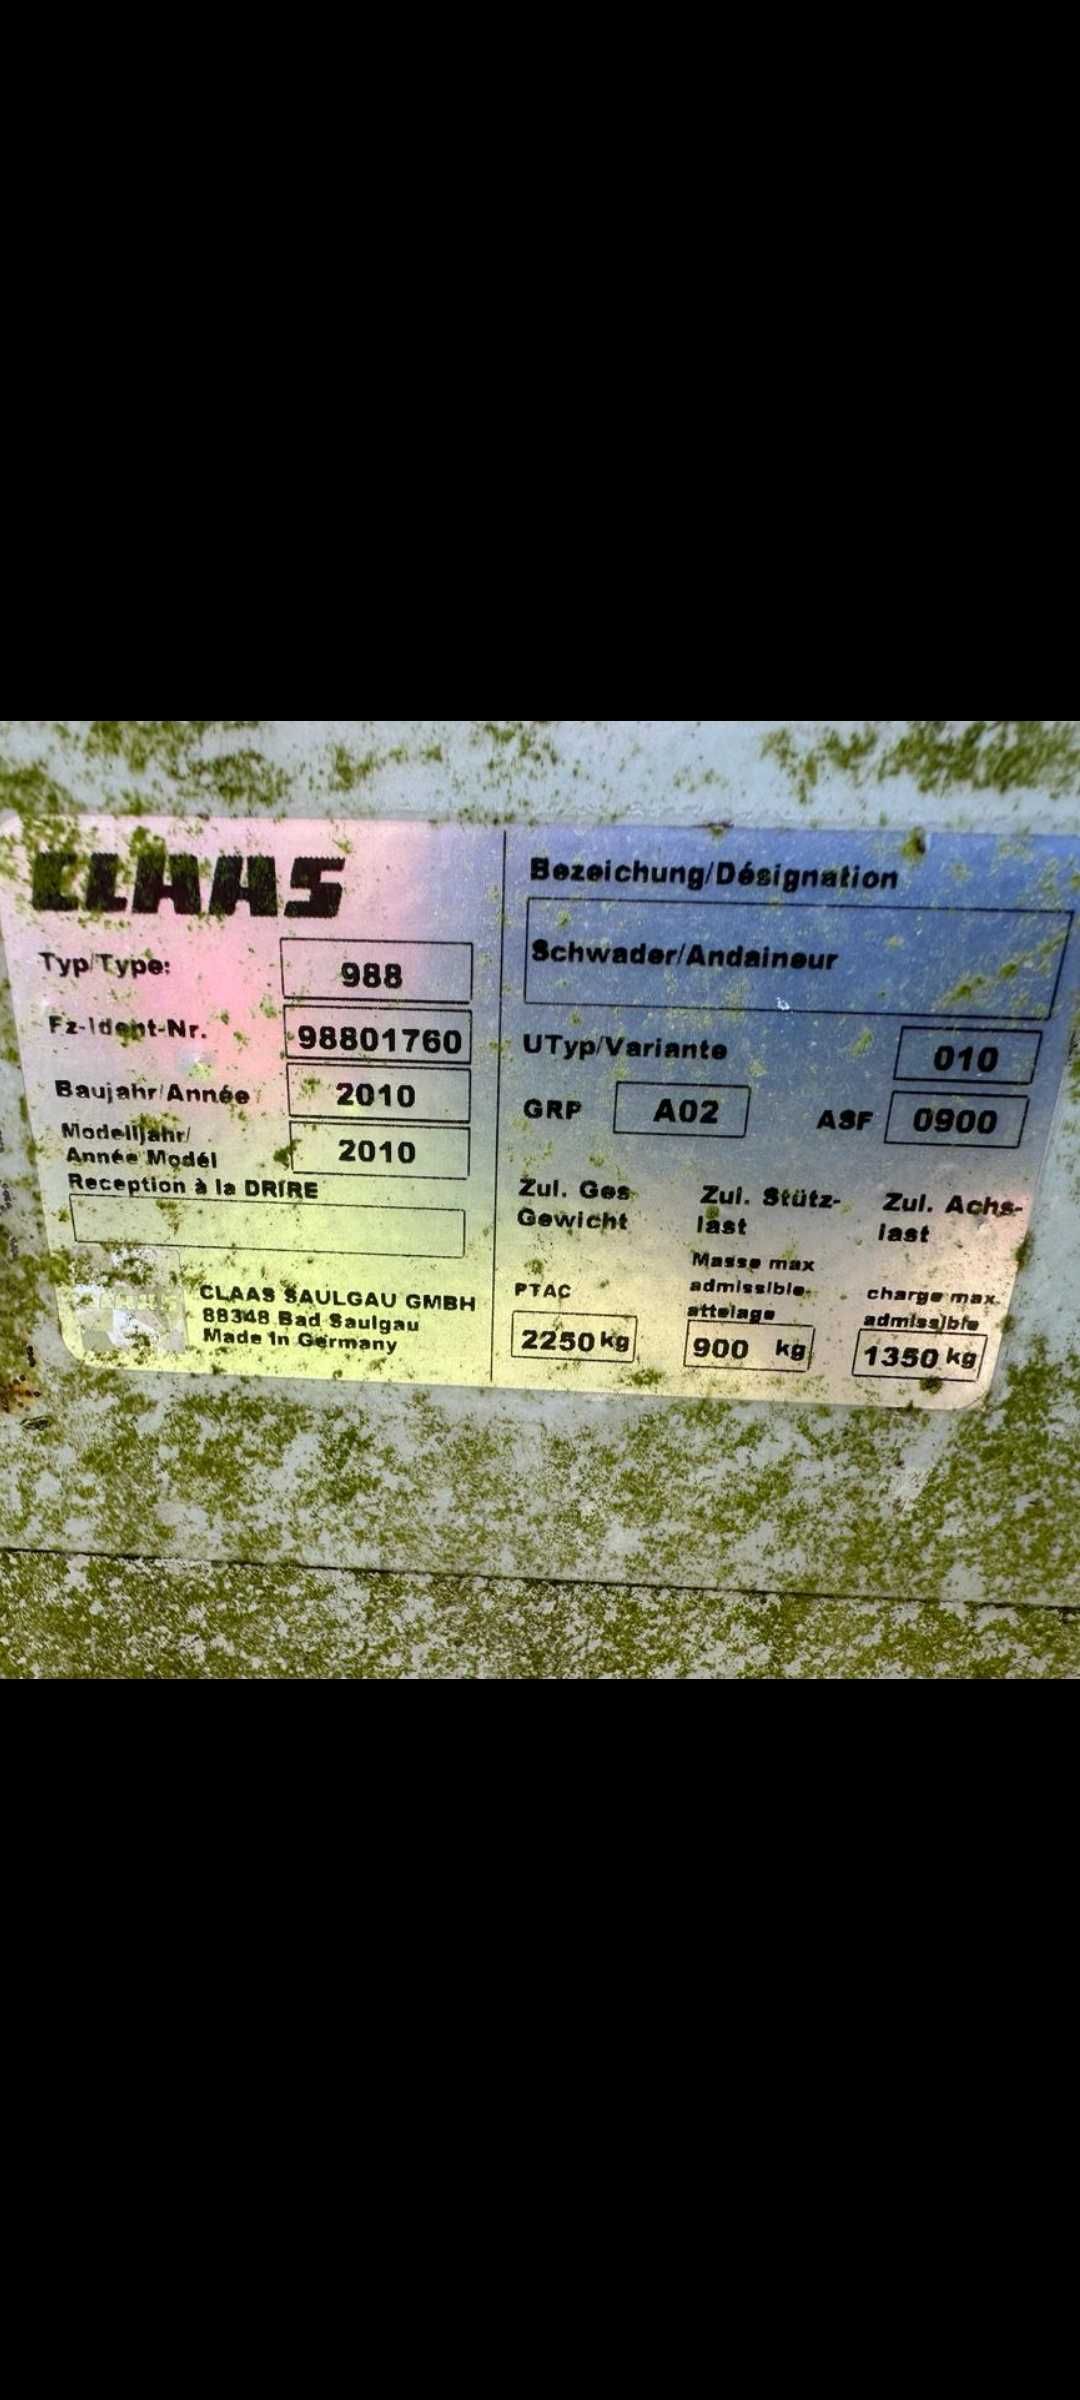 CLAAS
Typ/Type: 988
Fz-Ident-Nr. 98801760
Baujahr/Année 2010
Modelljahr/
Année Modél 2010
Reception à la DRIRE
CLAAS SAULGAU GMBH
88348 Bad Saulgau
Made in Germany
Bezeichung/Désignation
Schwader/Andaineur
UTyp/Variante 010
GRP A02 ASF 0900
Zul. Ges
Gewicht
PTAC
2250 kg
Zul. Stütz-
last
Masse max
admissible
attelage
900 kg
Zul. Achs-
last
charge max.
admissible
1350 kg